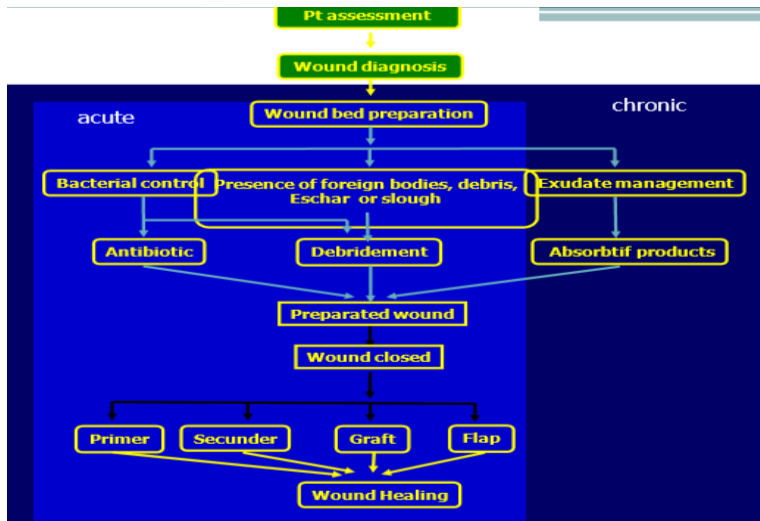 Pt assessment
Wound diagnosis
acute
chronic
Wound bed preparation
Bacterial control
Presence of foreign bodies, debris,
Eschar or slough
Exudate management
Antibiotic
Debridement
Absorbtif products
Preparated wound
Wound closed
Primer
Secunder
Graft
Flap
Wound Healing